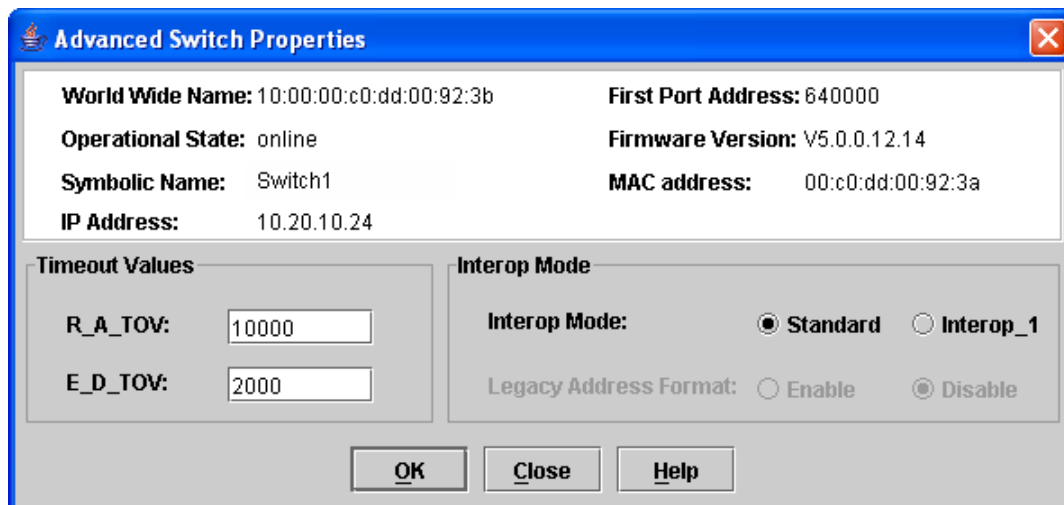 Advanced Switch Properties
World Wide Name: 10:00:00:c0:dd:00:92:3b
First Port Address: 640000
Operational State: online
Firmware Version: V5.0.0.12.14
Symbolic Name: Switch1
MAC address: 00:c0:dd:00:92:3a
IP Address: 10.20.10.24
Timeout Values
R_A_TOV: 10000
E_D_TOV: 2000
Interop Mode
Interop Mode: Standard Interop_1
Legacy Address Format: Enable Disable
OK Close Help